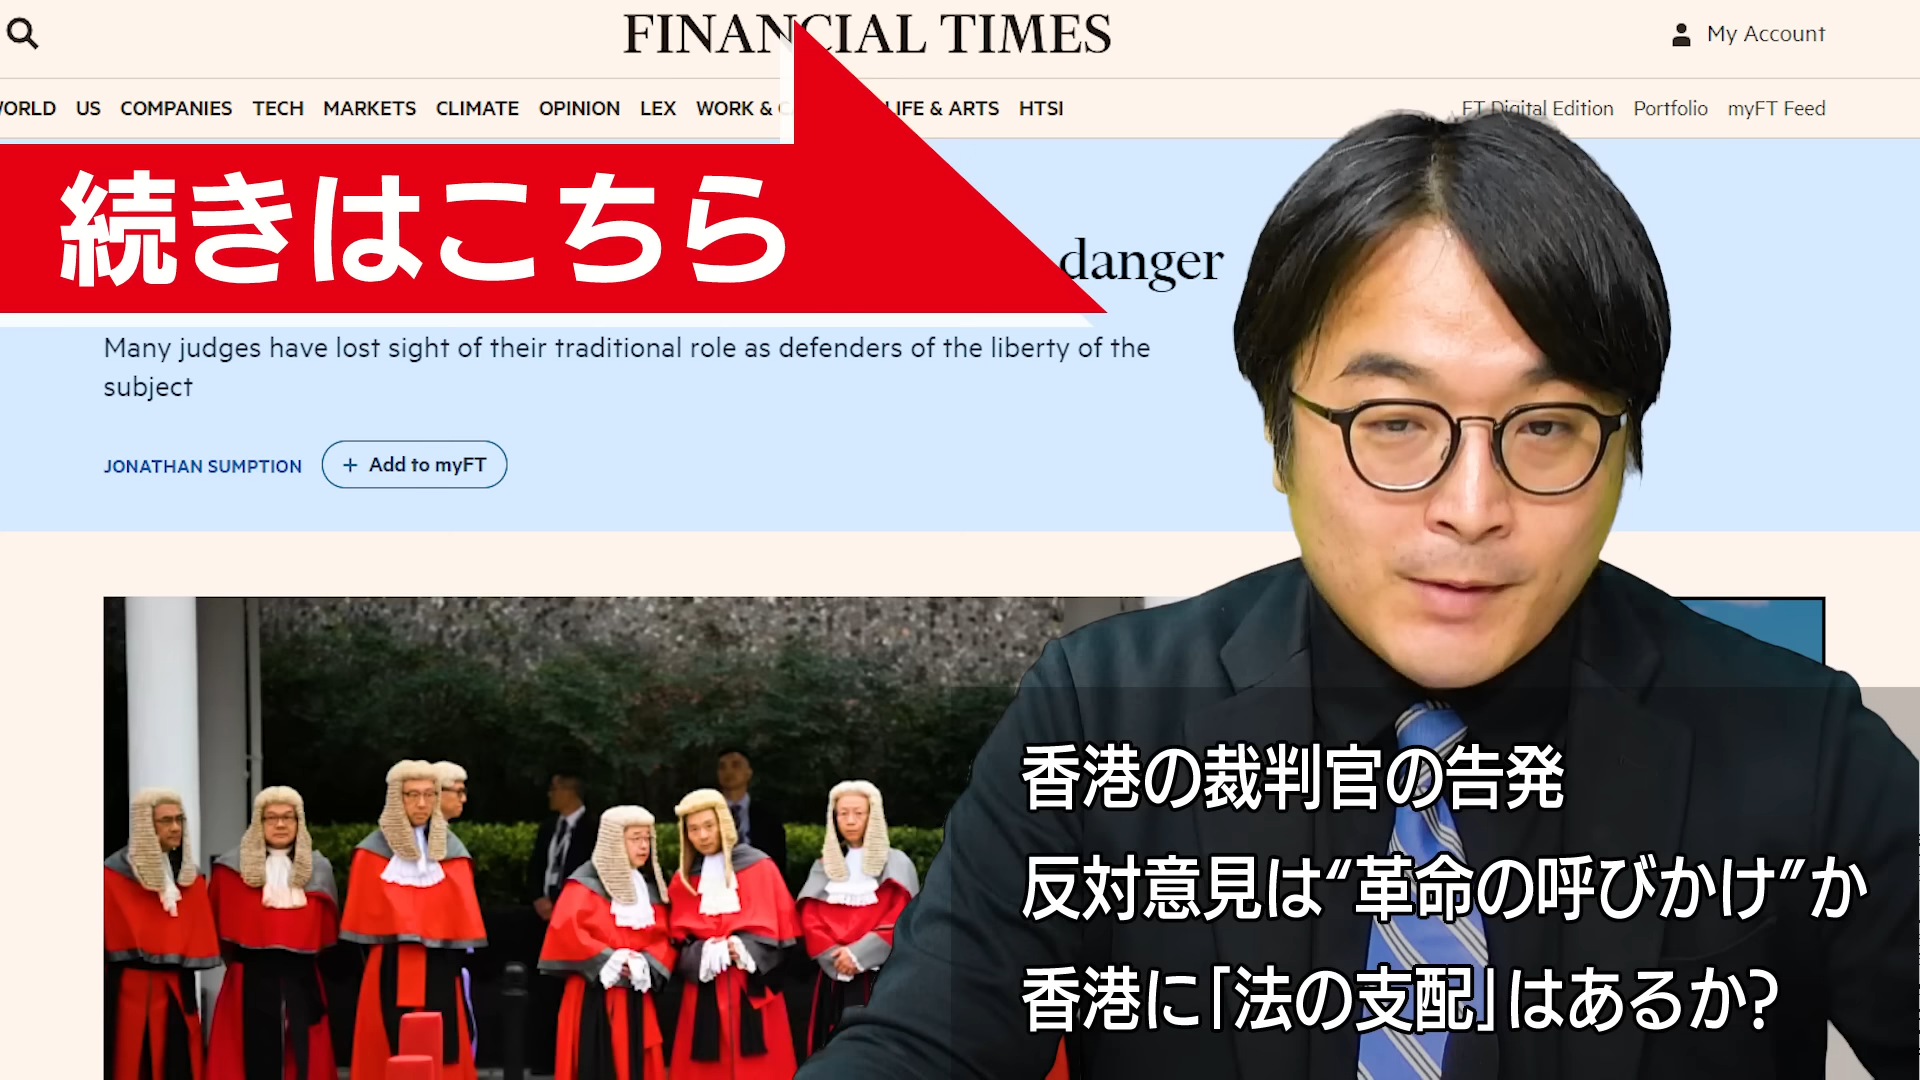 FINANCIAL TIMES
My Account
WORLD US COMPANIES TECH MARKETS CLIMATE OPINION LEX WORK & C LIFE & ARTS HTSI
FT Digital Edition Portfolio myFT Feed
続きはこちら
danger
Many judges have lost sight of their traditional role as defenders of the liberty of the
subject
JONATHAN SUMPTION + Add to myFT
香港の裁判官の告発
反対意見は“革命の呼びかけ”か
香港に「法の支配」はあるか?